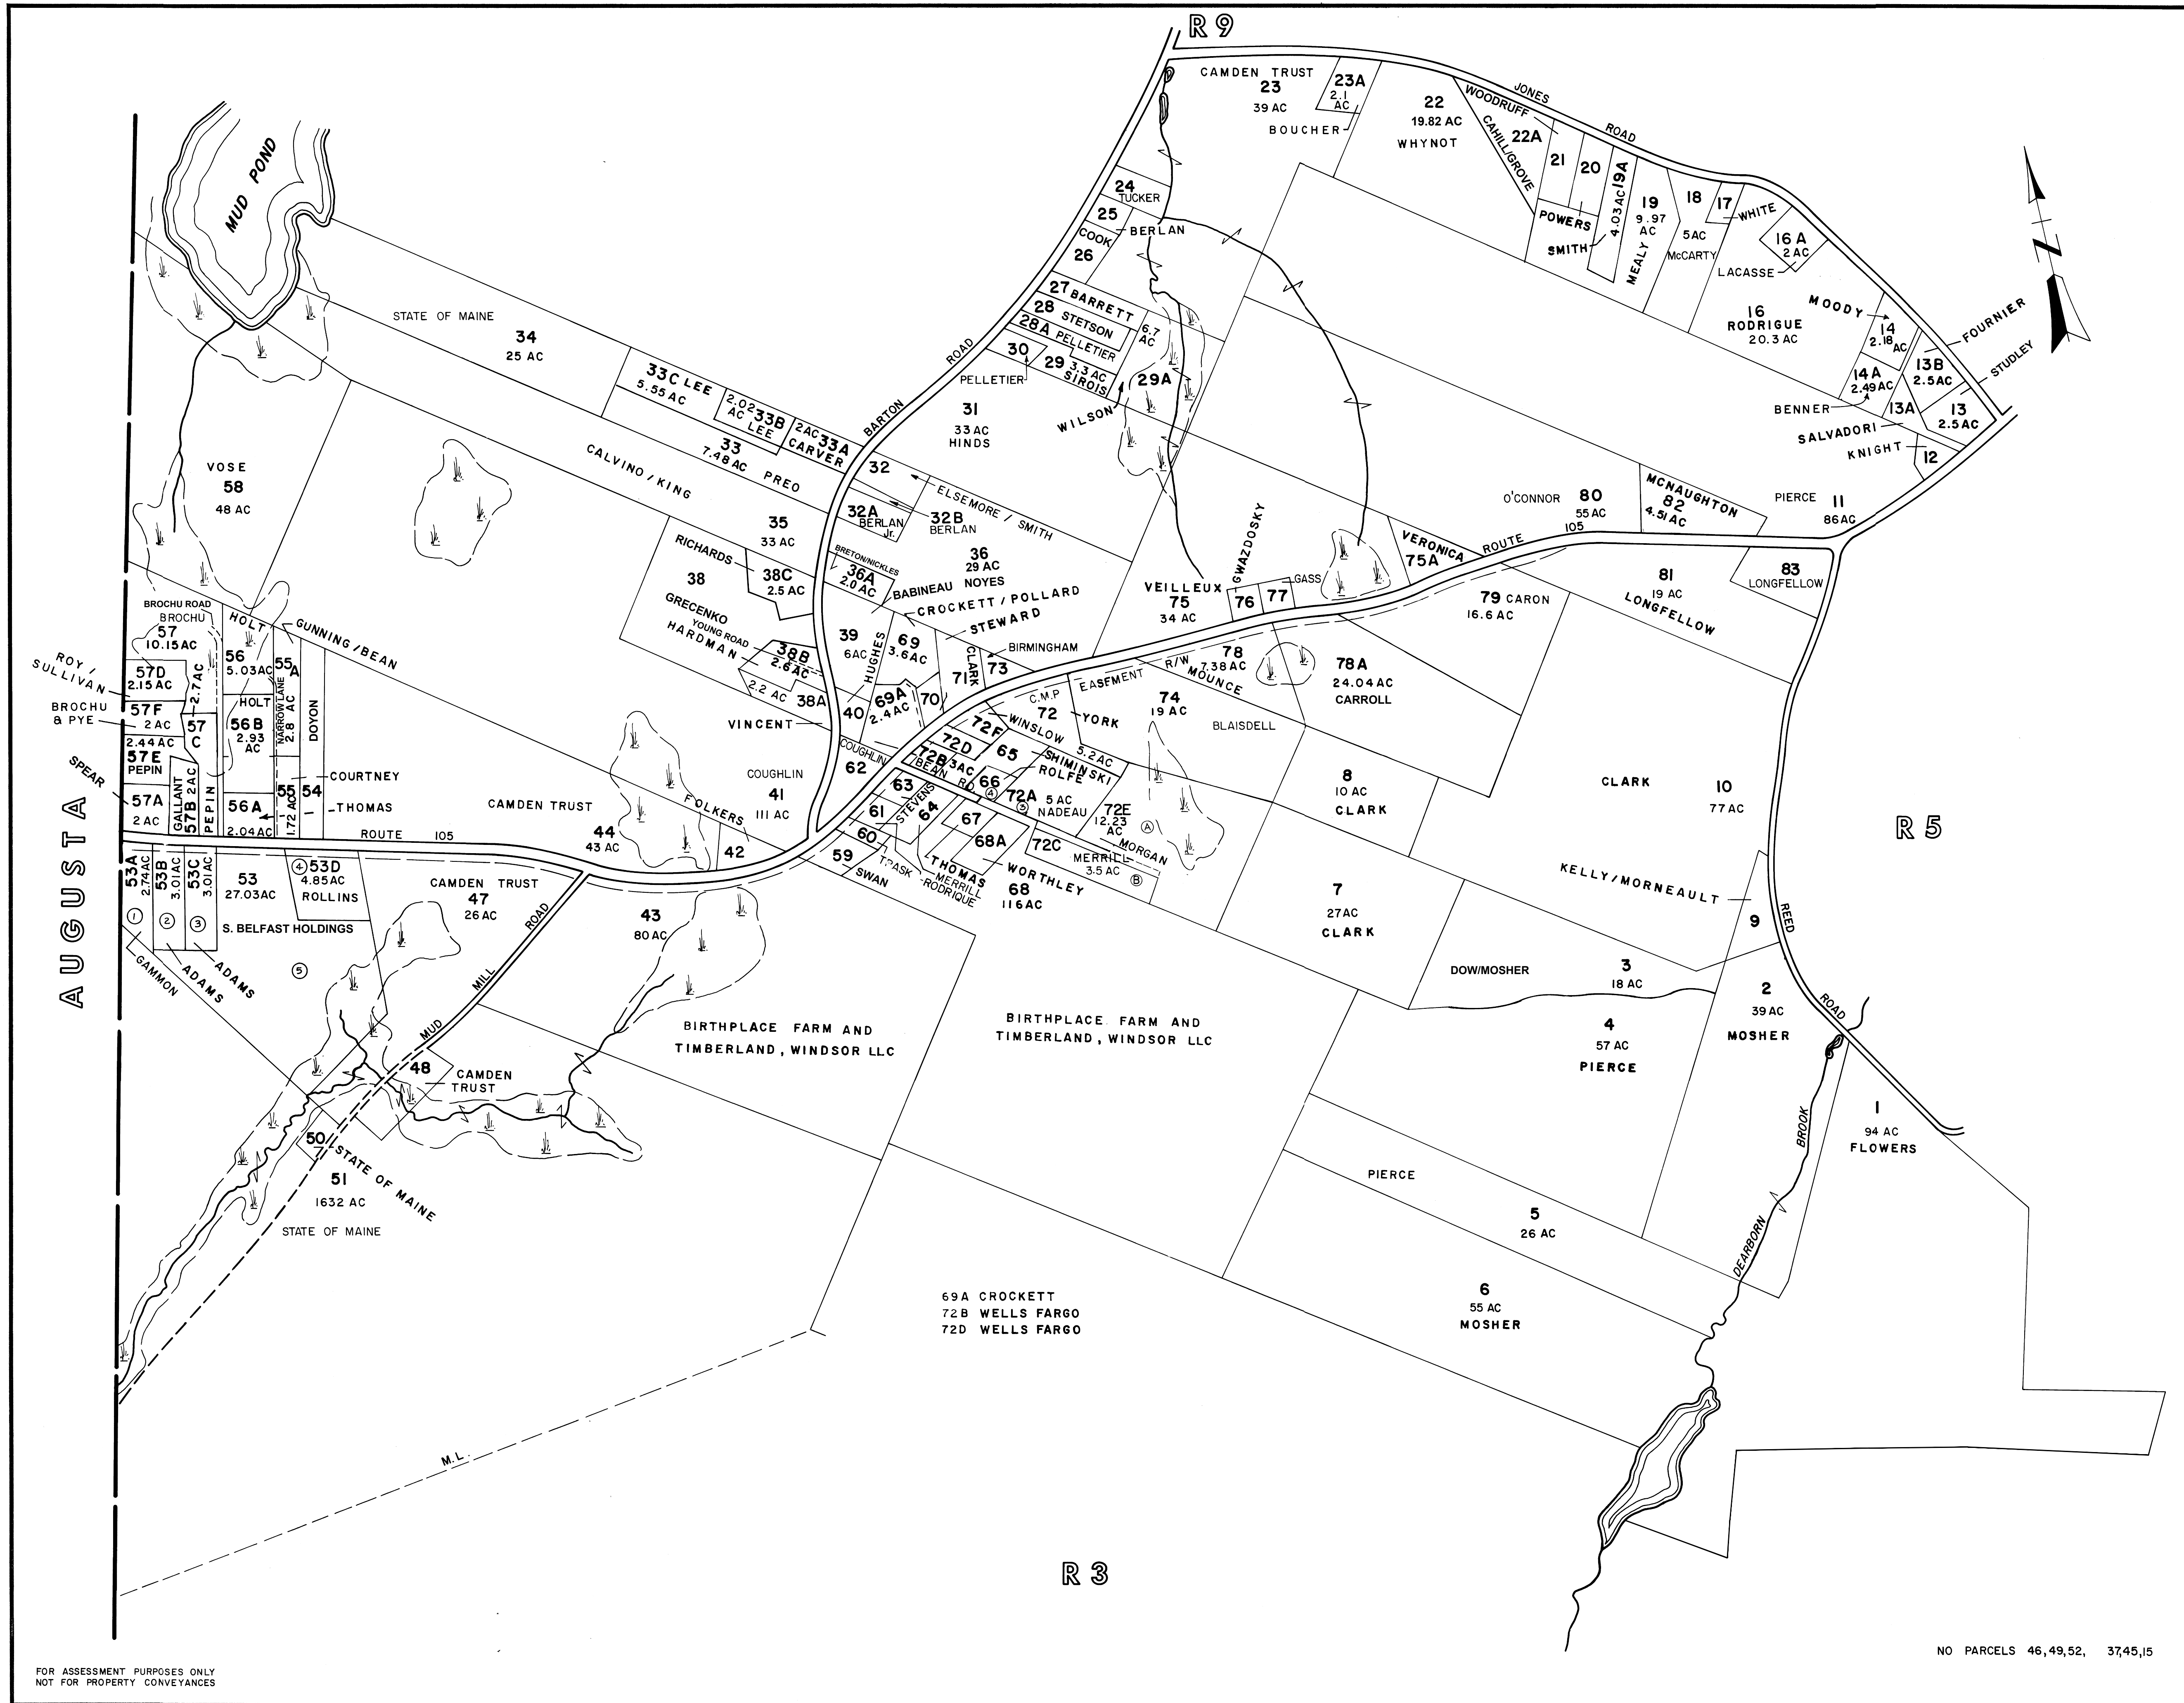 R 9
CAMDEN TRUST
23
39 AC
23A
2.1
AC
BOUCHER
22
19.82 AC
WHYNOT
JONES
ROAD
WOODRUFF
CAHILL/GROVE
22A
21
20
POWERS
4.03AC 19A
SMITH
19
9.97
AC
MEALY
18
5AC
McCARTY
17
WHITE
16 A
2 AC
LACASSE
16
RODRIGUE
20.3 AC
MOODY
14
2.18 AC
14A
2.49 AC
BENNER
FOURNIER
STUDLEY
13B
2.5AC
13A
13
2.5 AC
SALVADORI
KNIGHT
12
N
MUD POND
24
TUCKER
25
COOK
26
BERLAN
27 BARRETT
28 STETSON
28A PELLETIER
6.7
AC
30
PELLETIER
29 3.3 AC
SIROIS
29A
WILSON
31
33 AC
HINDS
BARTON
ROAD
STATE OF MAINE
34
25 AC
33C LEE
5.55 AC
2.02
AC 33B
LEE
2AC 33A
CARVER
33
7.48 AC PREO
CALVINO / KING
35
33 AC
32
ELSEMORE / SMITH
32A
BERLAN
Jr.
32B
BERLAN
36
29 AC
NOYES
BRETON/NICKLES
36A
2.0 AC
BABINEAU
CROCKETT / POLLARD
STEWARD
RICHARDS
38
38C
2.5 AC
GRECENKO
YOUNG ROAD
HARDMAN
38B
2.6 AC
2.2 AC
38A
VINCENT
39
6AC
HUGHES
40
69
3.6AC
69A
2.4 AC
70
71
CLARK
73
BIRMINGHAM
VOSE
58
48 AC
O'CONNOR 80
55 AC
MCNAUGHTON
82
4.51 AC
PIERCE 11
86 AC
ROUTE 105
VERONICA
75A
GWAZDOSKY
VEILLEUX
75
34 AC
76
77
GASS
79 CARON
16.6 AC
81
19 AC
LONGFELLOW
83
LONGFELLOW
C.M.P EASEMENT
R/W
78
7.38 AC
MOUNCE
78A
24.04 AC
CARROLL
74
19 AC
BLAISDELL
72
YORK
WINSLOW
5.2 AC
72F
72D
72B 3AC
BEAN RD
65
SHIMINSKI
ROLFE
66
4
72A
3
5 AC
NADEAU
72E
12.23
AC
A
MORGAN
72C
MERRILL
3.5 AC
B
COUGHLIN
62
63
61
STEVENS
64
60
59
SWAN
TRASK
67
68A
THOMAS
MERRILL
RODRIQUE
WORTHLEY
68
116 AC
BROCHU ROAD
BROCHU
57
10.15AC
ROY /
SULLIVAN
57D
2.15 AC
57F
2 AC
BROCHU
& PYE
2.44 AC
57E
PEPIN
SPEAR
57A
2 AC
GALLANT
57B 2 AC
PEPIN
57
C
2.7 AC
HOLT
56
5.03AC
HOLT
56B
2.93
AC
56A
2.04 AC
55
A
NARROW LANE
2.8 AC
GUNNING / BEAN
DOYON
COURTNEY
55
1.72 AC
54
THOMAS
CAMDEN TRUST
44
43 AC
COUGHLIN
41
111 AC
FOLKERS
42
ROUTE 105
AUGUSTA
53A
2.74AC
1
53B
3.01 AC
2
53C
3.01 AC
3
53
27.03AC
4
53D
4.85AC
ROLLINS
S. BELFAST HOLDINGS
5
GAMMON
ADAMS
ADAMS
CAMDEN TRUST
47
26 AC
MUD MILL ROAD
43
80 AC
48
CAMDEN
TRUST
50
STATE OF MAINE
51
1632 AC
STATE OF MAINE
BIRTHPLACE FARM AND
TIMBERLAND, WINDSOR LLC
BIRTHPLACE FARM AND
TIMBERLAND, WINDSOR LLC
8
10 AC
CLARK
7
27 AC
CLARK
CLARK 10
77 AC
R 5
KELLY/MORNEAULT
9
REED
ROAD
DOW/MOSHER
3
18 AC
2
39 AC
MOSHER
4
57 AC
PIERCE
1
94 AC
FLOWERS
PIERCE
5
26 AC
6
55 AC
MOSHER
DEARBORN BROOK
69A CROCKETT
72B WELLS FARGO
72D WELLS FARGO
M.L.
R 3
FOR ASSESSMENT PURPOSES ONLY
NOT FOR PROPERTY CONVEYANCES
NO PARCELS 46,49,52, 37,45,15